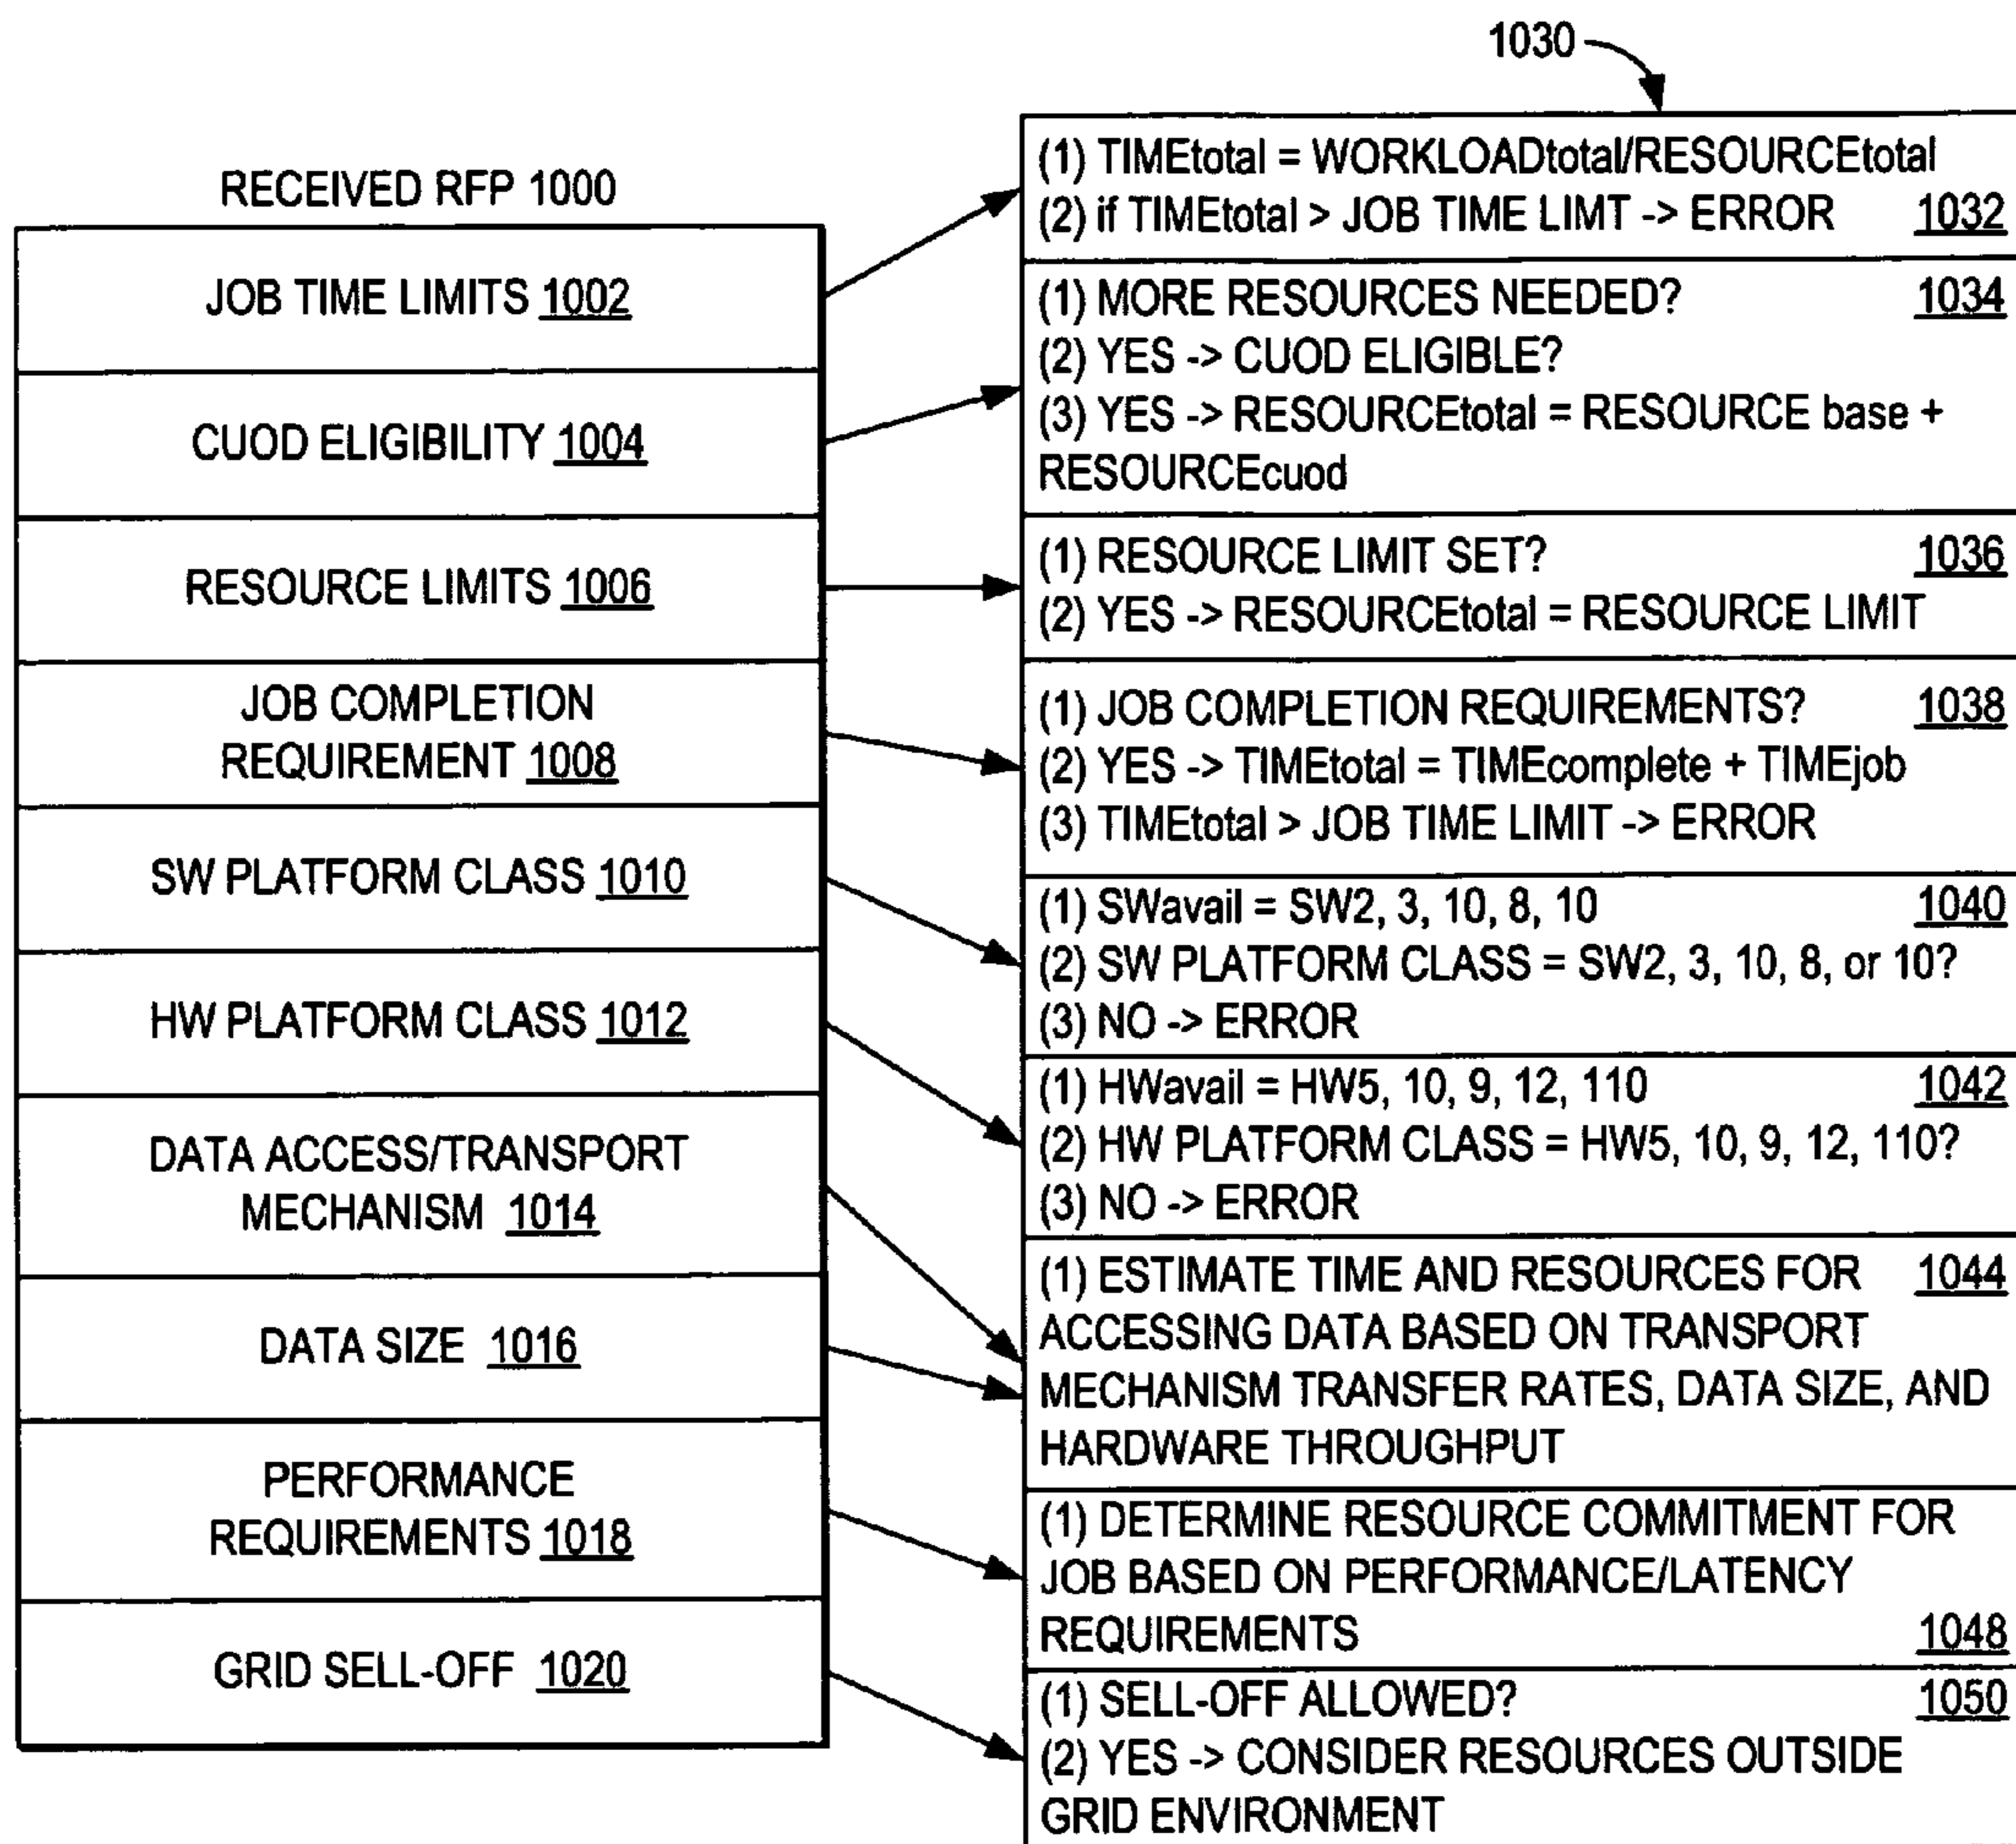 1030
RECEIVED RFP 1000
JOB TIME LIMITS 1002
CUOD ELIGIBILITY 1004
RESOURCE LIMITS 1006
JOB COMPLETION
REQUIREMENT 1008
SW PLATFORM CLASS 1010
HW PLATFORM CLASS 1012
DATA ACCESS/TRANSPORT
MECHANISM 1014
DATA SIZE 1016
PERFORMANCE
REQUIREMENTS 1018
GRID SELL-OFF 1020
(1) TIMEtotal = WORKLOADtotal/RESOURCEtotal
(2) if TIMEtotal > JOB TIME LIMT -> ERROR 1032
(1) MORE RESOURCES NEEDED? 1034
(2) YES -> CUOD ELIGIBLE?
(3) YES -> RESOURCEtotal = RESOURCE base +
RESOURCEcuod
(1) RESOURCE LIMIT SET? 1036
(2) YES -> RESOURCEtotal = RESOURCE LIMIT
(1) JOB COMPLETION REQUIREMENTS? 1038
(2) YES -> TIMEtotal = TIMEcomplete + TIMEjob
(3) TIMEtotal > JOB TIME LIMIT -> ERROR
(1) SWavail = SW2, 3, 10, 8, 10 1040
(2) SW PLATFORM CLASS = SW2, 3, 10, 8, or 10?
(3) NO -> ERROR
(1) HWavail = HW5, 10, 9, 12, 110 1042
(2) HW PLATFORM CLASS = HW5, 10, 9, 12, 110?
(3) NO -> ERROR
(1) ESTIMATE TIME AND RESOURCES FOR 1044
ACCESSING DATA BASED ON TRANSPORT
MECHANISM TRANSFER RATES, DATA SIZE, AND
HARDWARE THROUGHPUT
(1) DETERMINE RESOURCE COMMITMENT FOR
JOB BASED ON PERFORMANCE/LATENCY
REQUIREMENTS 1048
(1) SELL-OFF ALLOWED? 1050
(2) YES -> CONSIDER RESOURCES OUTSIDE
GRID ENVIRONMENT